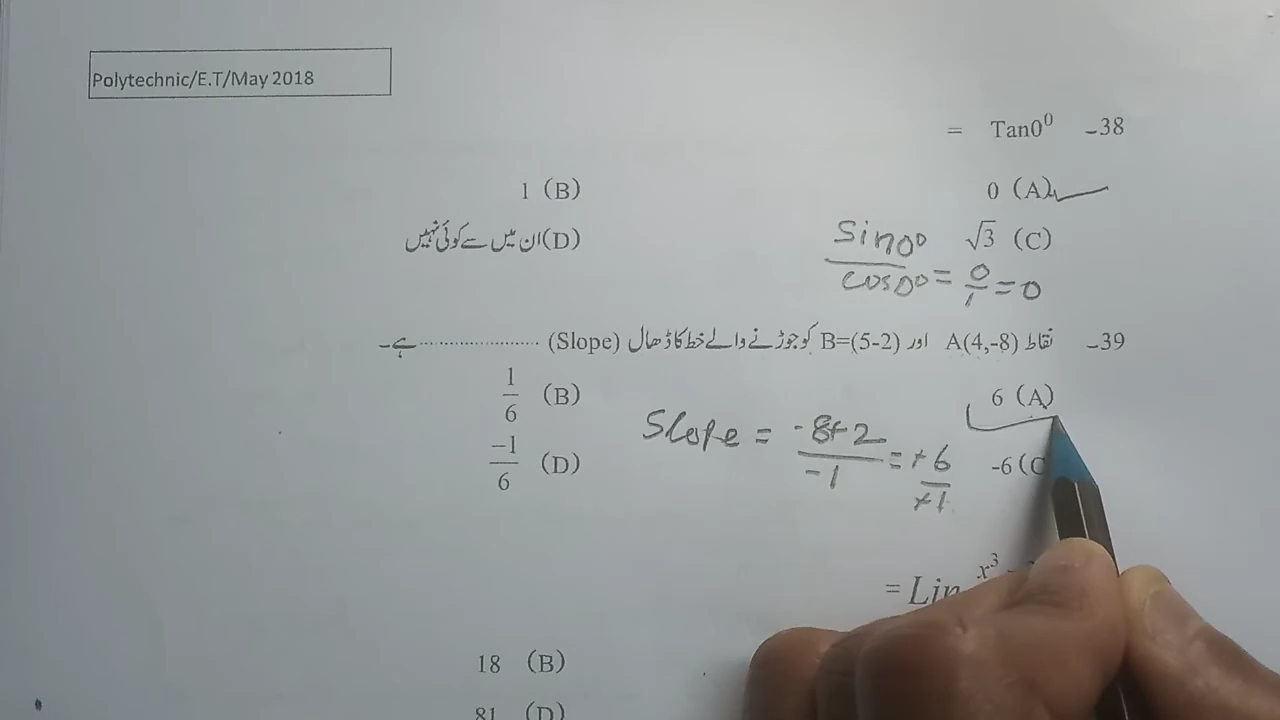 Polytechnic/E.T/May 2018
-38 Tan0⁰ =
(A) 0 (B) 1
(C) √3 (D) ان میں سے کوئی نہیں
Sin0⁰/cos0⁰ = 0/1 = 0
-39 نقاط A(4,-8) اور B=(5-2) کو جوڑنے والے خط کا ڈھال (Slope) ..................... ہے۔
(A) 6 (B) 1/6
Slope = -8+2/-1 = +6/+1
(C -6 (D) -1/6
= x³
(B) 18
(D) 81